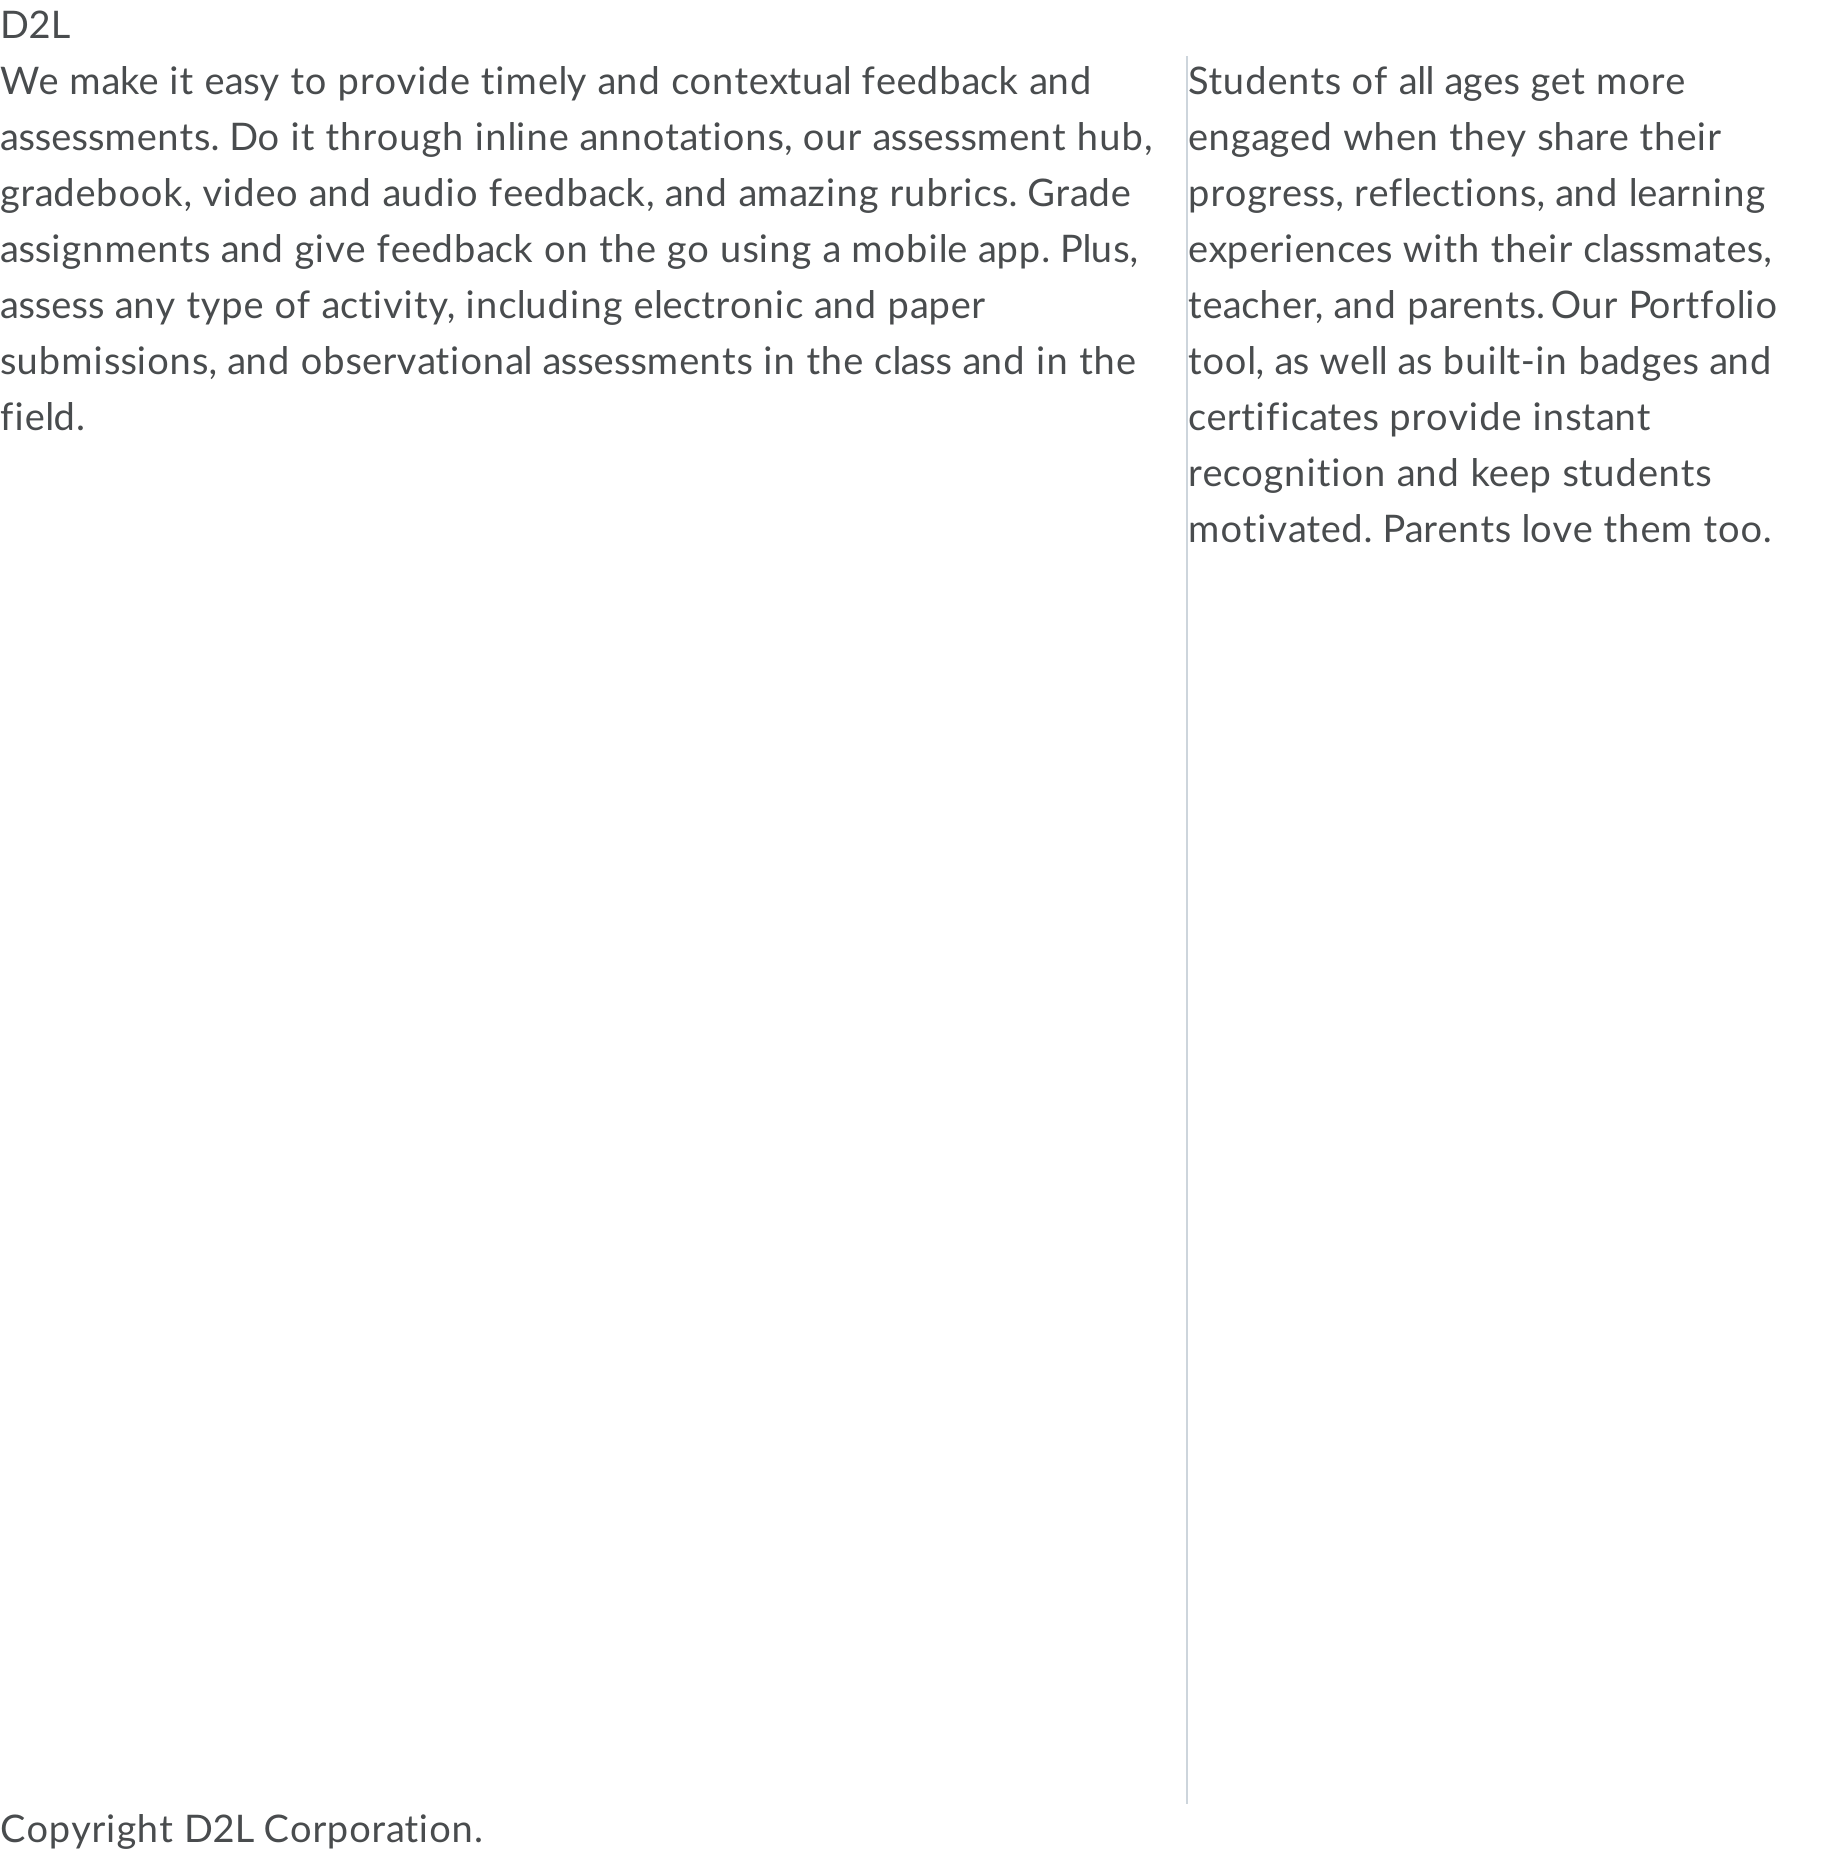 D2L
We make it easy to provide timely and contextual feedback and
assessments. Do it through inline annotations, our assessment hub,
gradebook, video and audio feedback, and amazing rubrics. Grade
assignments and give feedback on the go using a mobile app. Plus,
assess any type of activity, including electronic and paper
submissions, and observational assessments in the class and in the
field.
Students of all ages get more
engaged when they share their
progress, reflections, and learning
experiences with their classmates,
teacher, and parents. Our Portfolio
tool, as well as built-in badges and
certificates provide instant
recognition and keep students
motivated. Parents love them too.
Copyright D2L Corporation.